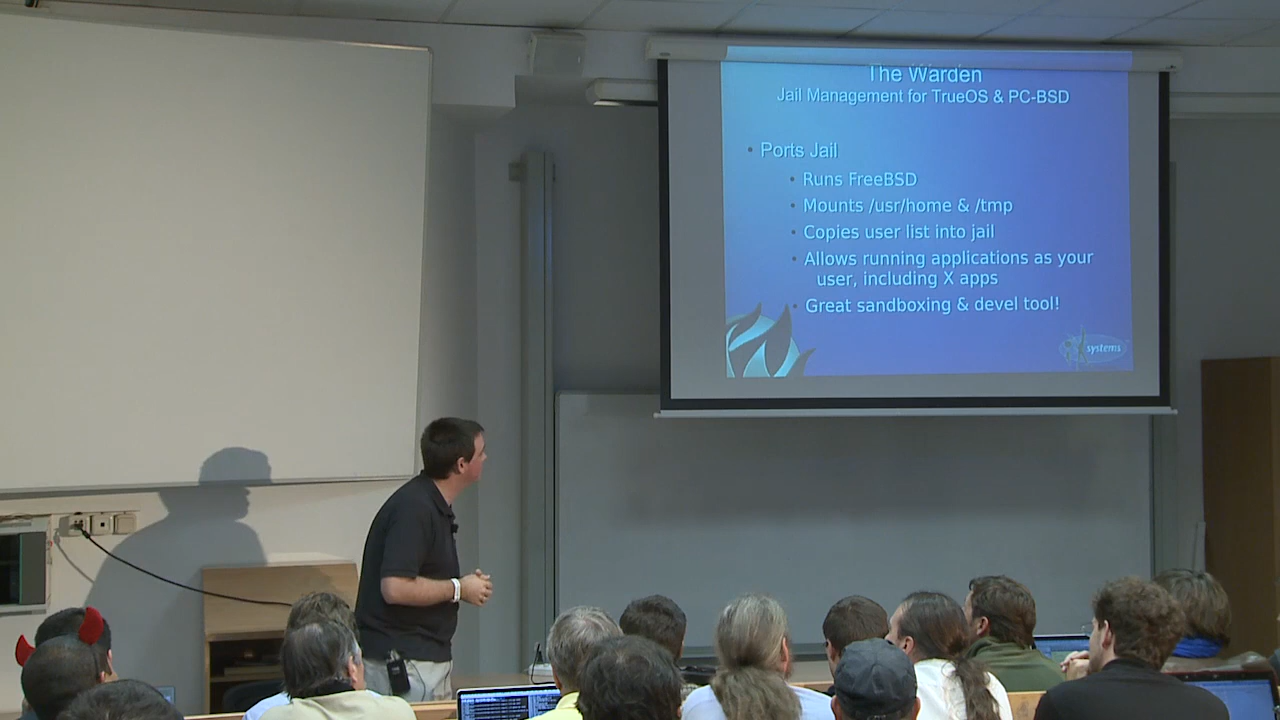 The Warden
Jail Management for TrueOS & PC-BSD
• Ports Jail
• Runs FreeBSD
• Mounts /usr/home & /tmp
• Copies user list into jail
• Allows running applications as your
user, including X apps
• Great sandboxing & devel tool!
systems